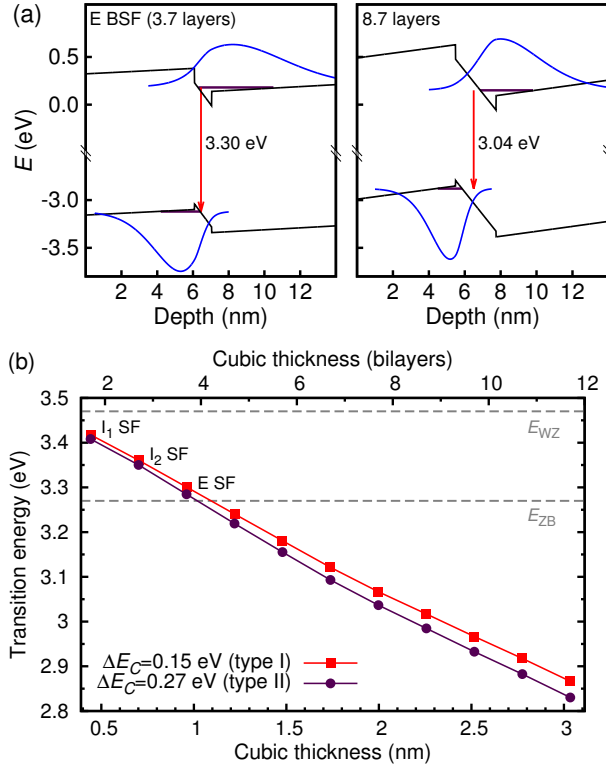 (a)
E BSF (3.7 layers)
8.7 layers
E (eV)
0.5
0.0
-3.0
-3.5
3.30 eV
3.04 eV
2 4 6 8 10 12
2 4 6 8 10 12
Depth (nm)
Depth (nm)
(b)
Cubic thickness (bilayers)
2 4 6 8 10 12
Transition energy (eV)
3.5
3.4
3.3
3.2
3.1
3
2.9
2.8
I₁ SF
I₂ SF
E SF
E_WZ
E_ZB
ΔE_C=0.15 eV (type I)
ΔE_C=0.27 eV (type II)
0.5 1 1.5 2 2.5 3
Cubic thickness (nm)